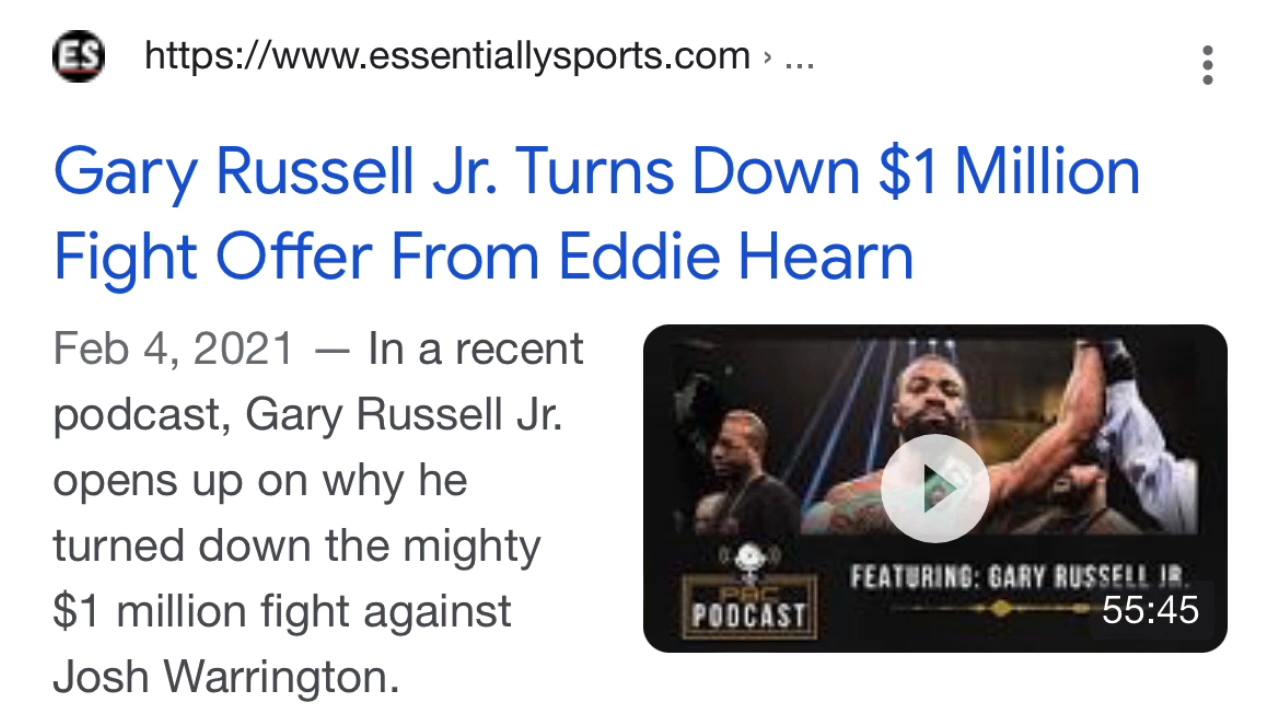 ES
https://www.essentiallysports.com › ...
Gary Russell Jr. Turns Down $1 Million
Fight Offer From Eddie Hearn
Feb 4, 2021 — In a recent
podcast, Gary Russell Jr.
opens up on why he
turned down the mighty
$1 million fight against
Josh Warrington.
FEATURING: GARY RUSSELL JR.
PBC
PODCAST
55:45